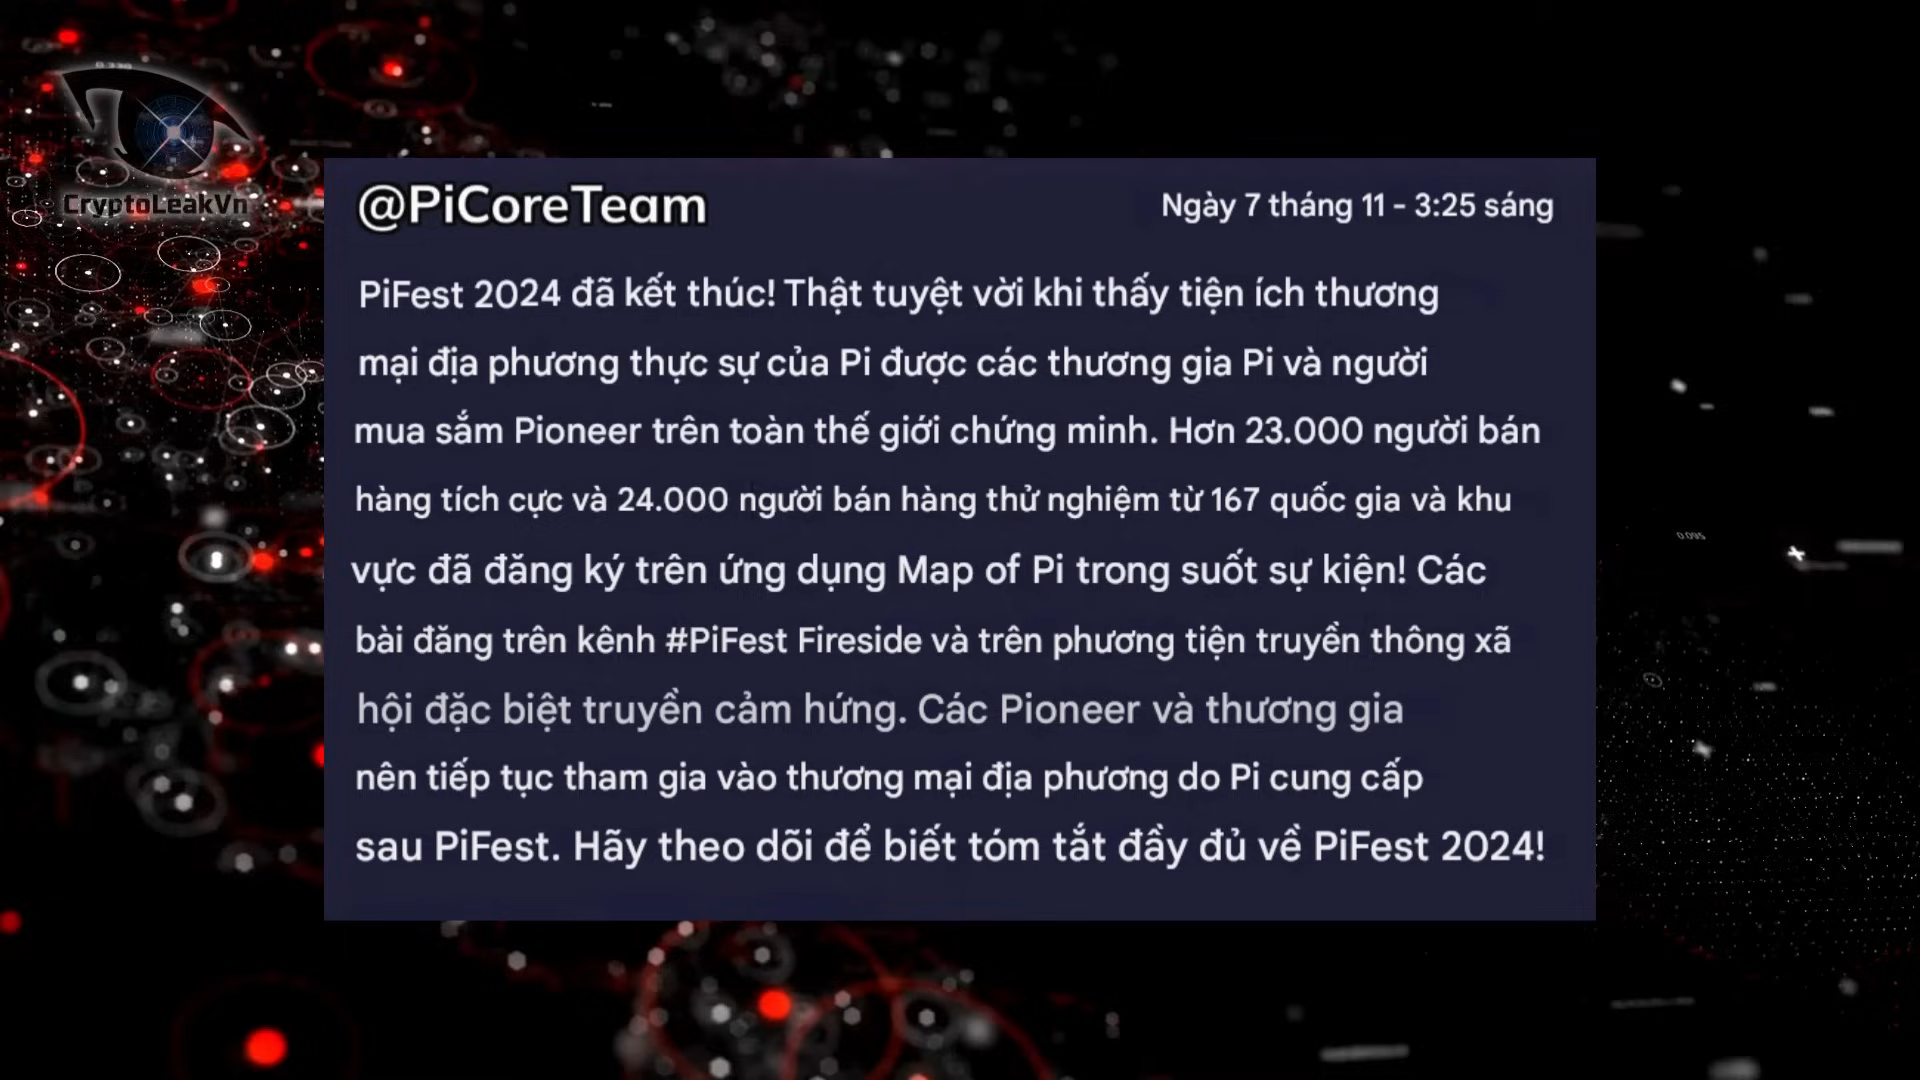 0.330
CryptoLeakVn
@PiCoreTeam
Ngày 7 tháng 11 - 3:25 sáng
PiFest 2024 đã kết thúc! Thật tuyệt vời khi thấy tiện ích thương
mại địa phương thực sự của Pi được các thương gia Pi và người
mua sắm Pioneer trên toàn thế giới chứng minh. Hơn 23.000 người bán
hàng tích cực và 24.000 người bán hàng thử nghiệm từ 167 quốc gia và khu
vực đã đăng ký trên ứng dụng Map of Pi trong suốt sự kiện! Các
bài đăng trên kênh #PiFest Fireside và trên phương tiện truyền thông xã
hội đặc biệt truyền cảm hứng. Các Pioneer và thương gia
nên tiếp tục tham gia vào thương mại địa phương do Pi cung cấp
sau PiFest. Hãy theo dõi để biết tóm tắt đầy đủ về PiFest 2024!
0.095